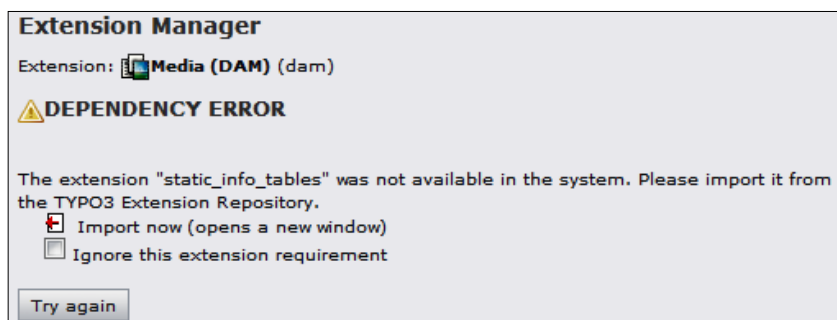 Extension Manager
Extension: Media (DAM) (dam)
DEPENDENCY ERROR
The extension "static_info_tables" was not available in the system. Please import it from
the TYPO3 Extension Repository.
Import now (opens a new window)
Ignore this extension requirement
Try again